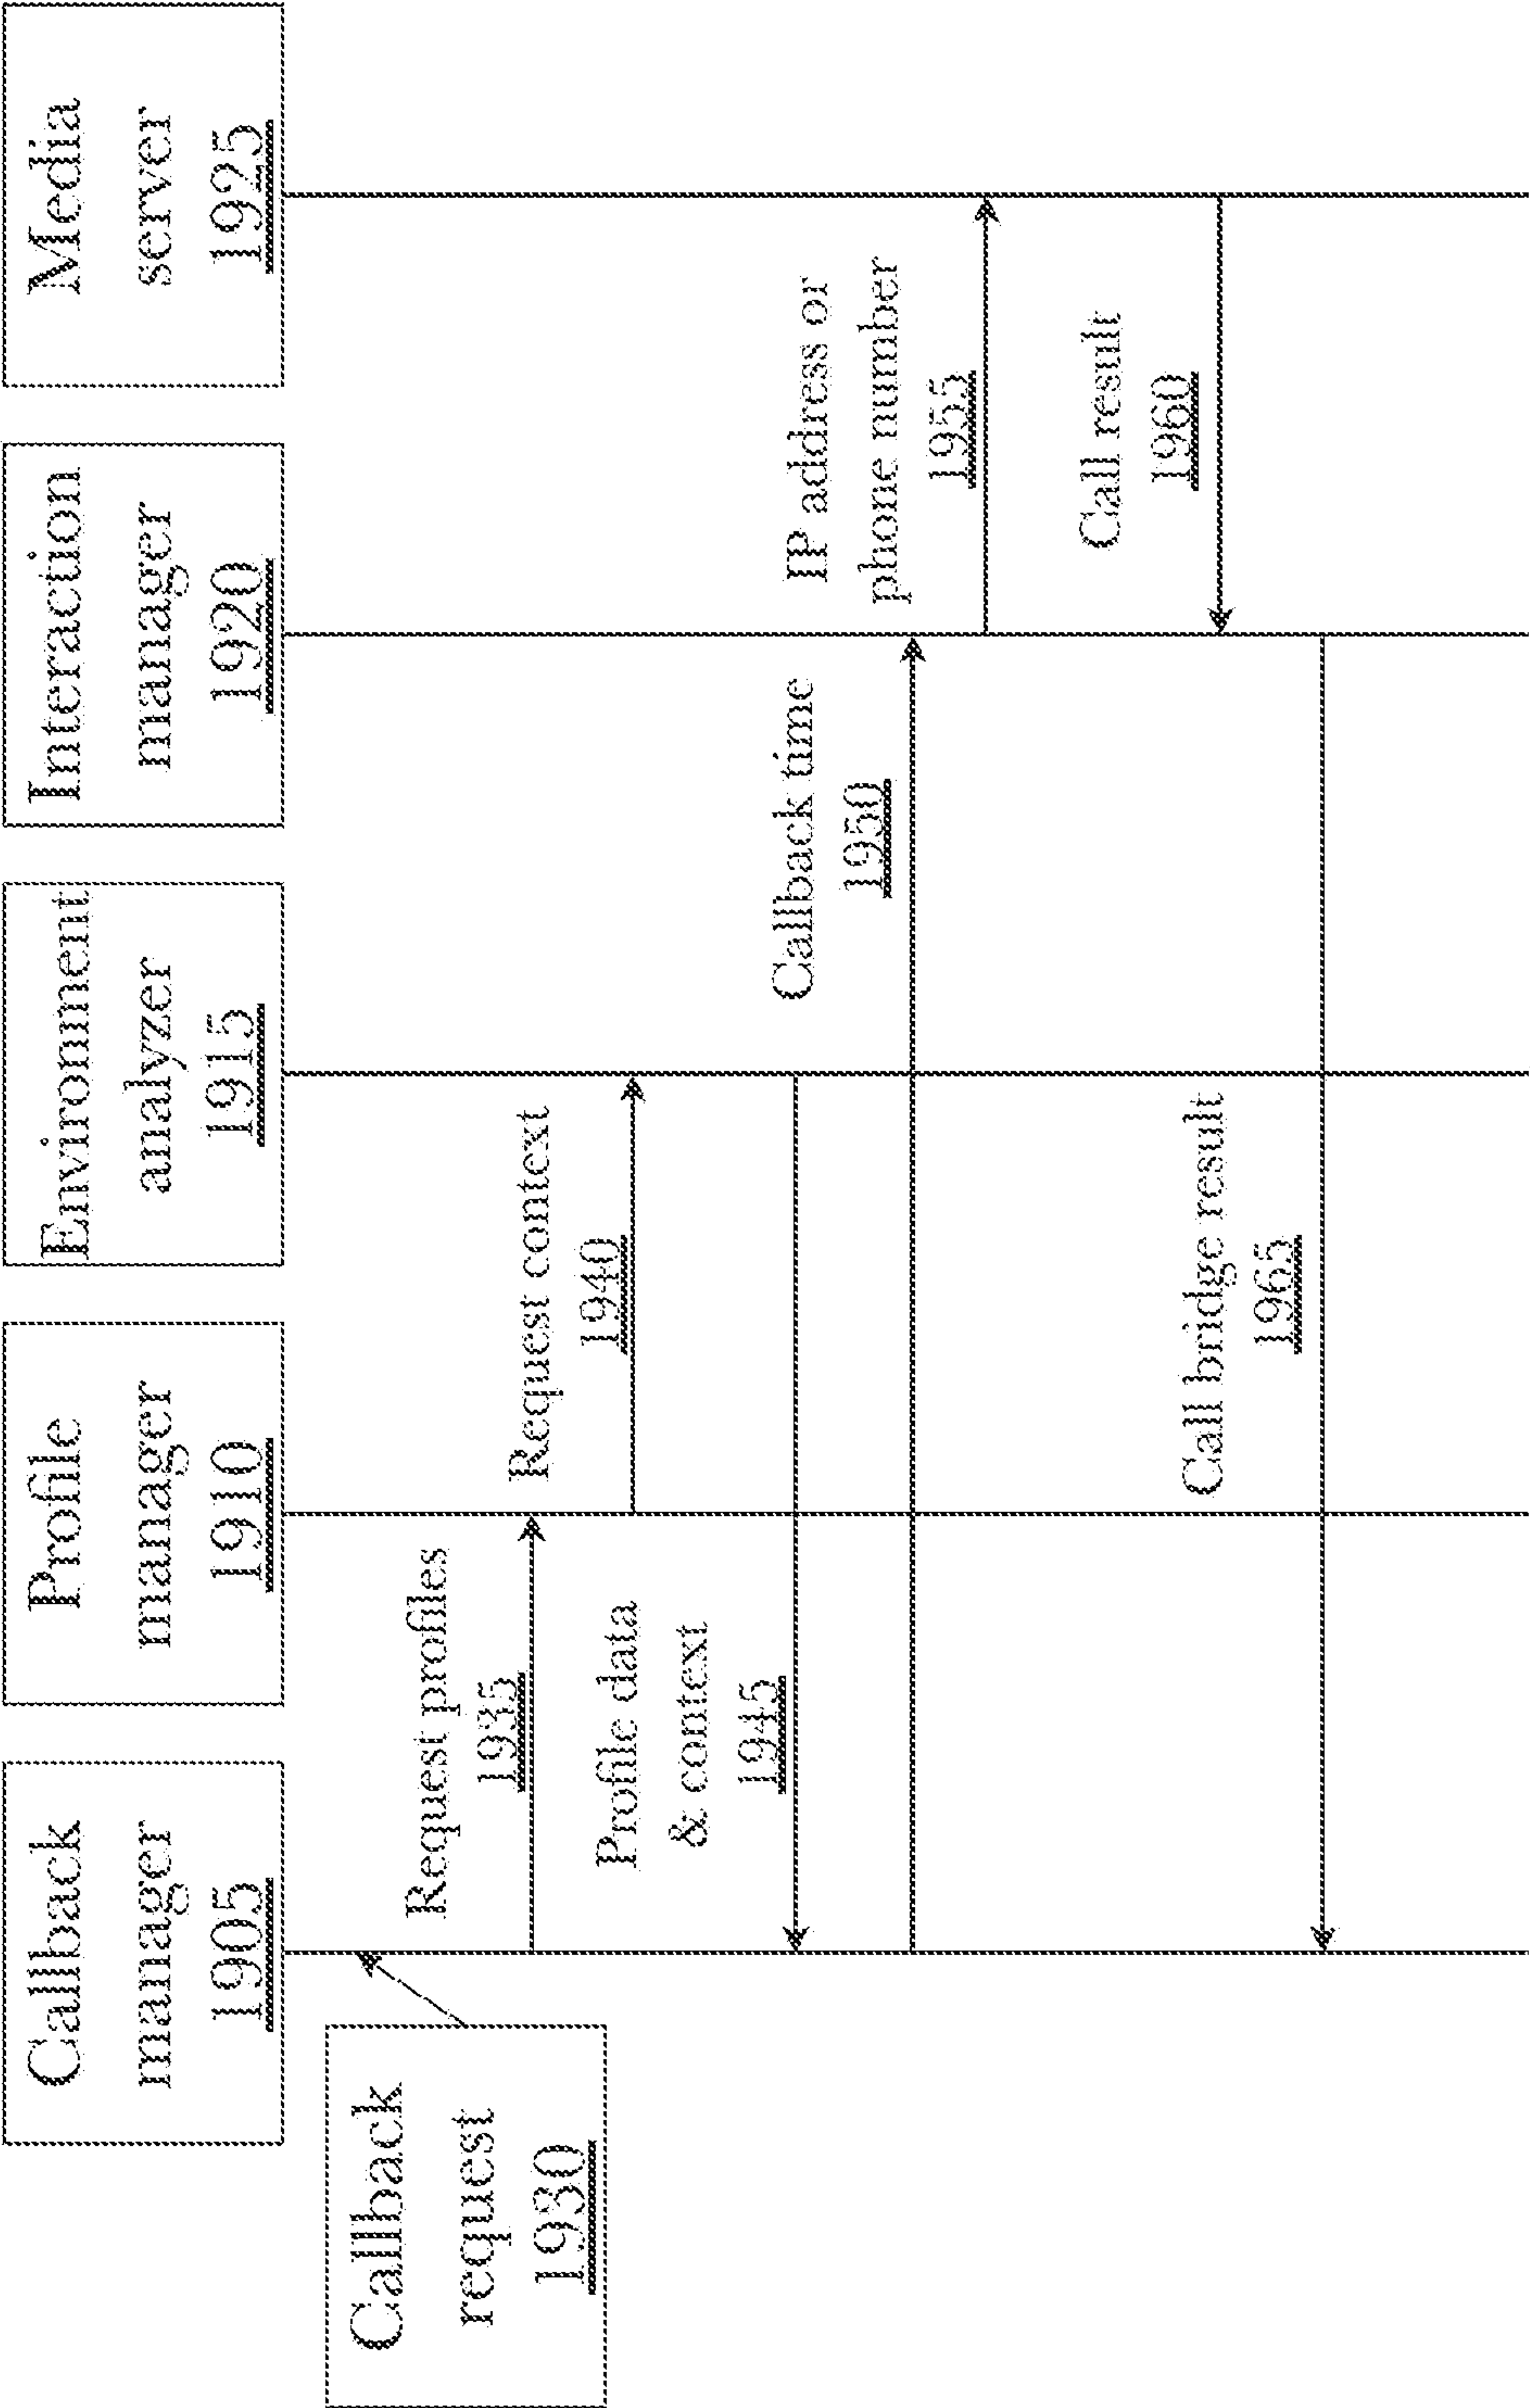 Callback
manager
1905
Profile
manager
1910
Environment
analyzer
1915
Interaction
manager
1920
Media
server
1925
Callback
request
1930
Request profiles
1935
Request context
1940
Profile data
& context
1945
Callback time
1950
IP address or
phone number
1955
Call result
1960
Call bridge result
1965